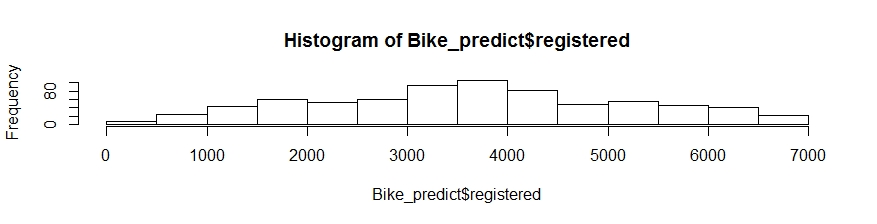 Histogram of Bike_predict$registered
Frequency
80
0
0 1000 2000 3000 4000 5000 6000 7000
Bike_predict$registered